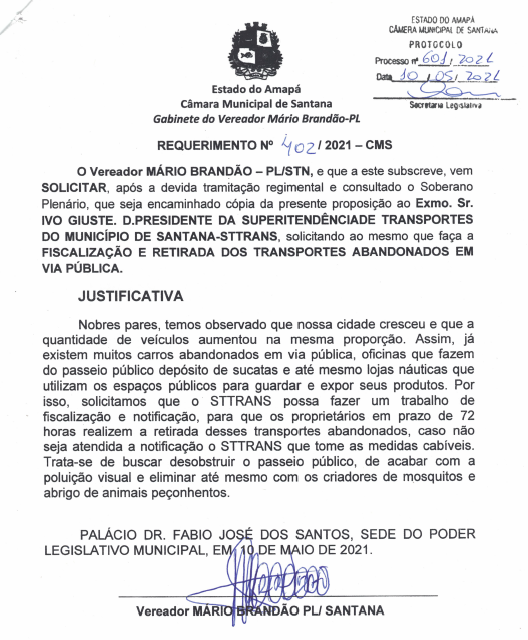 ESTADO DO AMAPÁ
CÂMERA MUNICIPAL DE SANTANA
PROTOCOLO
Processo nº 601, 2021
Data 10 / 05 / 2021
Secretaria Legislativa
Estado do Amapá
Câmara Municipal de Santana
Gabinete do Vereador Mário Brandão-PL
REQUERIMENTO Nº 402/ 2021 – CMS
O Vereador MÁRIO BRANDÃO – PL/STN, e que a este subscreve, vem
SOLICITAR, após a devida tramitação regimental e consultado o Soberano
Plenário, que seja encaminhado cópia da presente proposição ao Exmo. Sr.
IVO GIUSTE. D.PRESIDENTE DA SUPERITENDÊNCIADE TRANSPORTES
DO MUNICÍPIO DE SANTANA-STTRANS, solicitando ao mesmo que faça a
FISCALIZAÇÃO E RETIRADA DOS TRANSPORTES ABANDONADOS EM
VIA PÚBLICA.
JUSTIFICATIVA
Nobres pares, temos observado que nossa cidade cresceu e que a
quantidade de veículos aumentou na mesma proporção. Assim, já
existem muitos carros abandonados em via pública, oficinas que fazem
do passeio público depósito de sucatas e até mesmo lojas náuticas que
utilizam os espaços públicos para guardar e expor seus produtos. Por
isso, solicitamos que o STTRANS possa fazer um trabalho de
fiscalização e notificação, para que os proprietários em prazo de 72
horas realizem a retirada desses transportes abandonados, caso não
seja atendida a notificação o STTRANS que tome as medidas cabíveis.
Trata-se de buscar desobstruir o passeio público, de acabar com a
poluição visual e eliminar até mesmo com os criadores de mosquitos e
abrigo de animais peçonhentos.
PALÁCIO DR. FABIO JOSÉ DOS SANTOS, SEDE DO PODER
LEGISLATIVO MUNICIPAL, EM 10 DE MAIO DE 2021.
Vereador MÁRIO BRANDÃO PL/ SANTANA